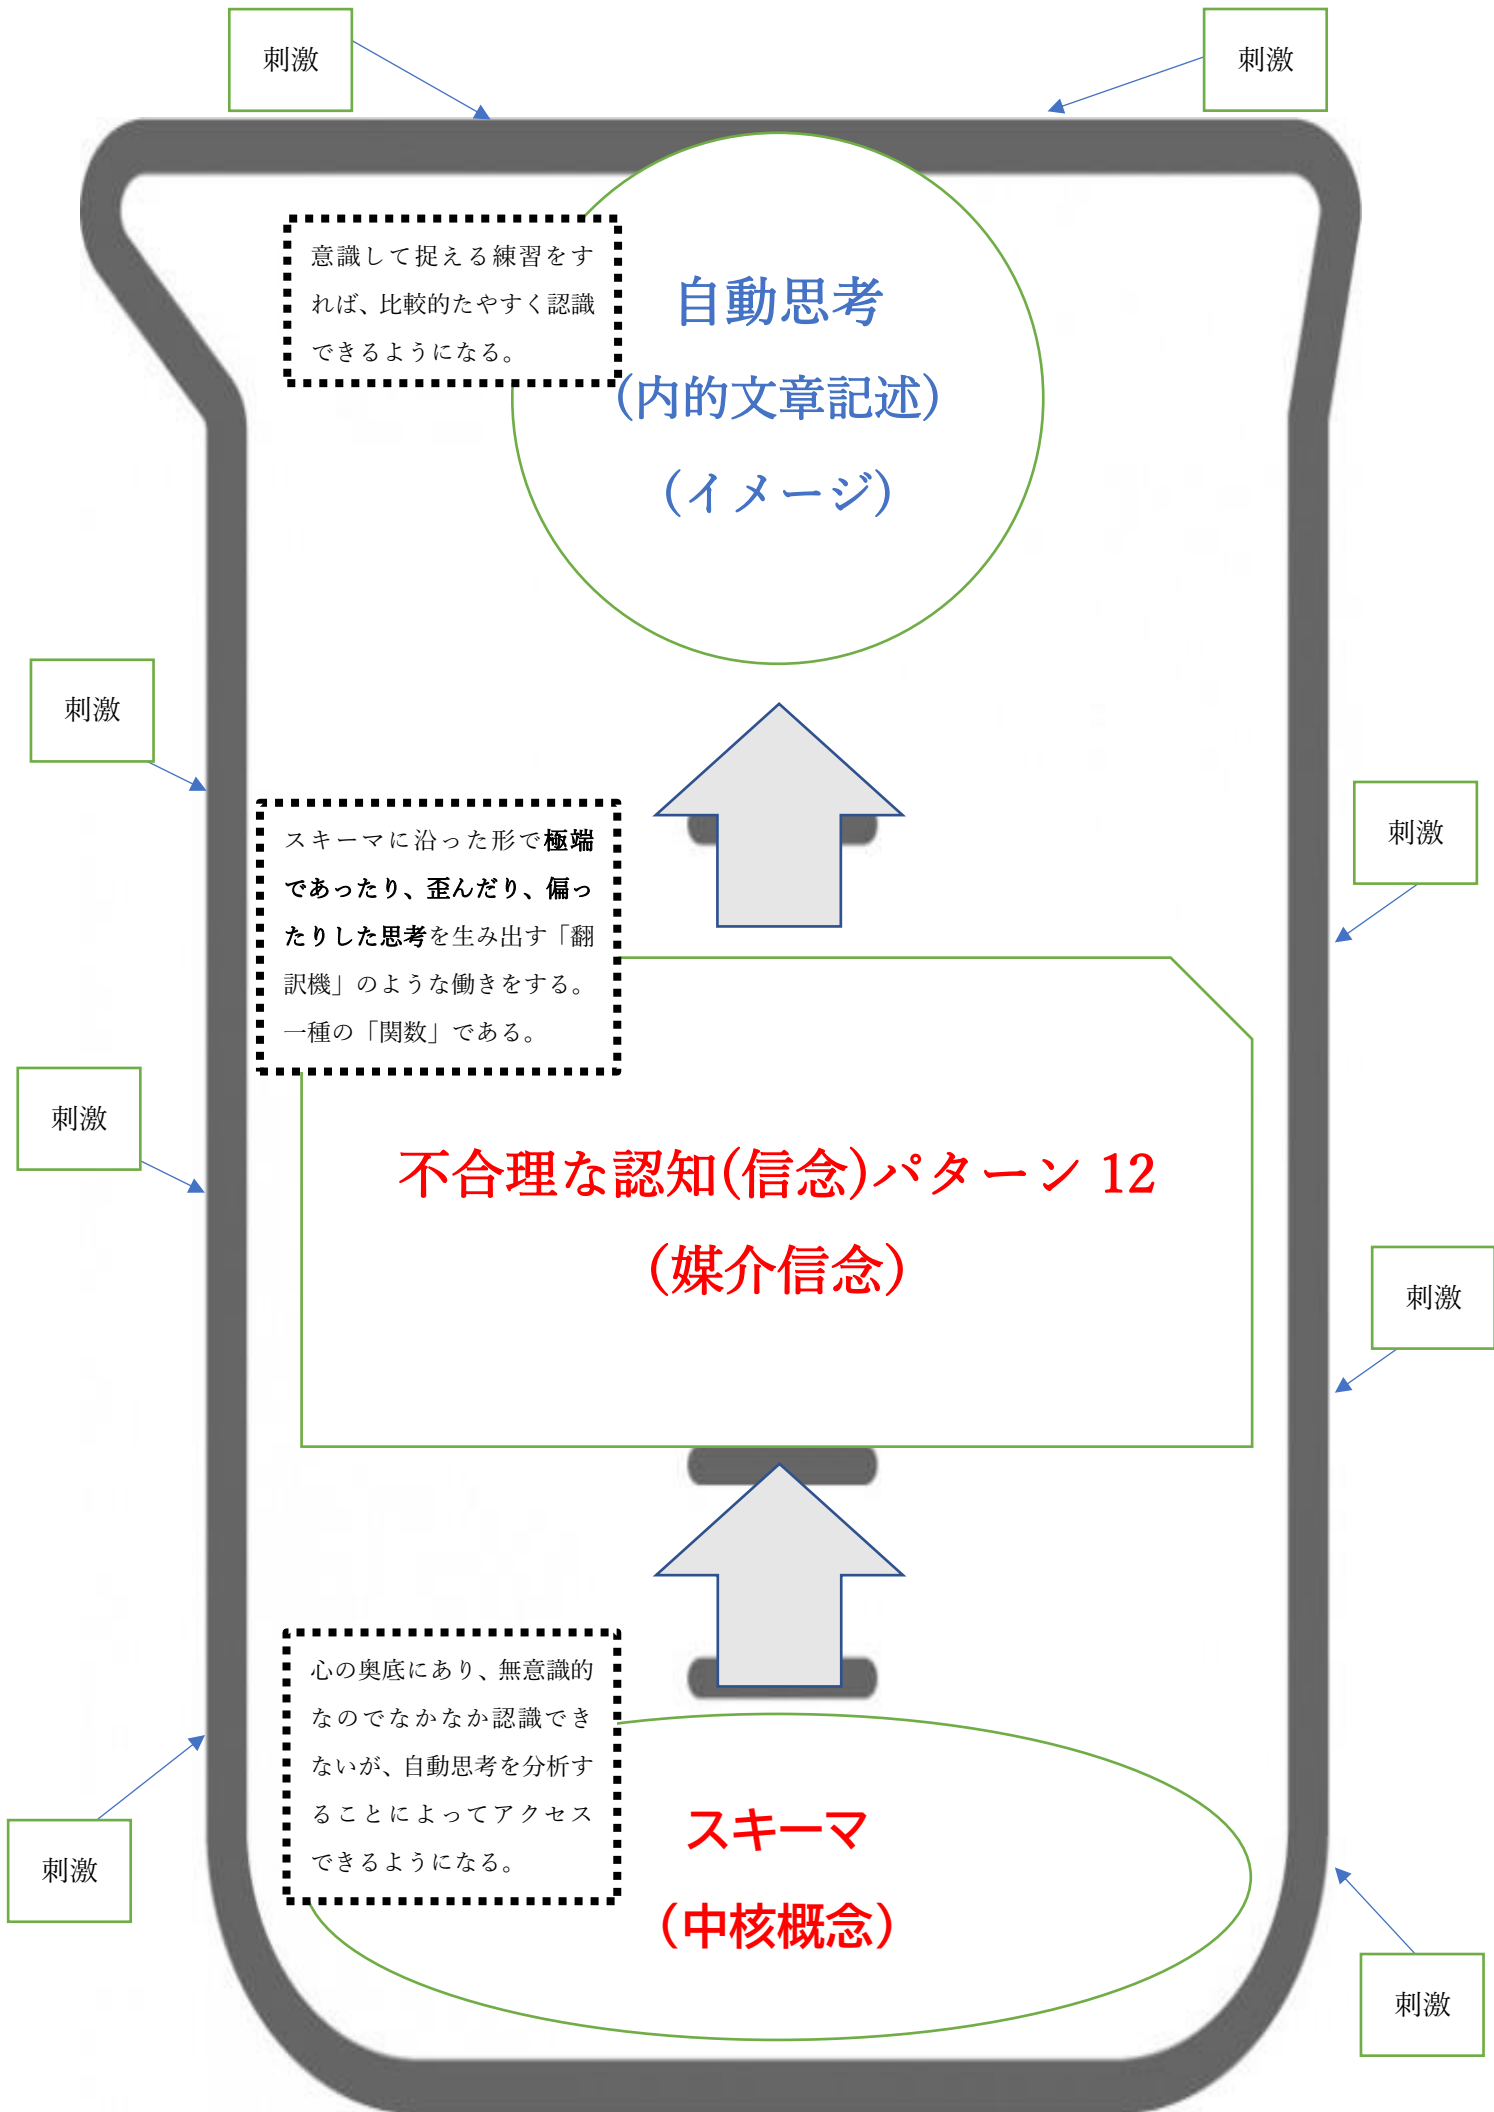 刺激
刺激
意識して捉える練習をす
れば、比較的たやすく認識
できるようになる。
自動思考
(内的文章記述)
(イメージ)
刺激
スキーマに沿った形で極端
であったり、歪んだり、偏っ
たりした思考を生み出す「翻
訳機」のような働きをする。
一種の「関数」である。
刺激
刺激
不合理な認知(信念)パターン 12
(媒介信念)
刺激
心の奥底にあり、無意識的
なのでなかなか認識でき
ないが、自動思考を分析す
ることによってアクセス
できるようになる。
刺激
スキーマ
(中核概念)
刺激